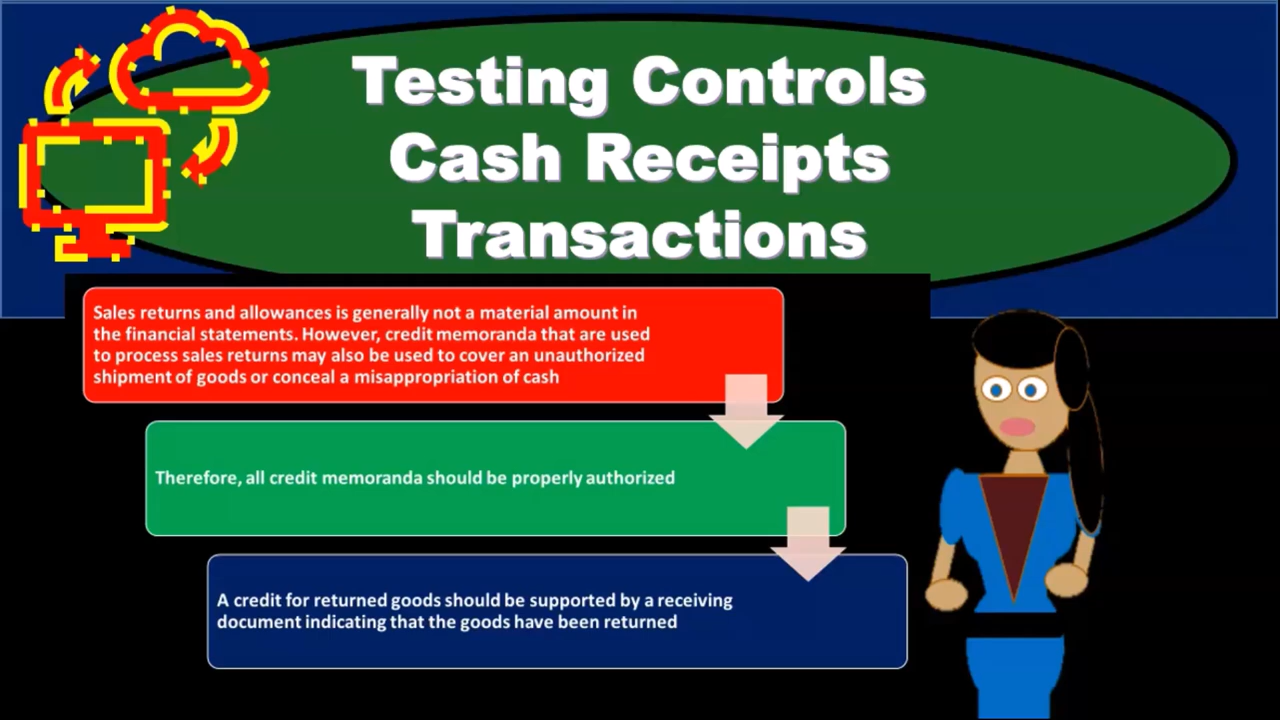 Testing Controls
Cash Receipts
Transactions
Sales returns and allowances is generally not a material amount in
the financial statements. However, credit memoranda that are used
to process sales returns may also be used to cover an unauthorized
shipment of goods or conceal a misappropriation of cash
Therefore, all credit memoranda should be properly authorized
A credit for returned goods should be supported by a receiving
document indicating that the goods have been returned